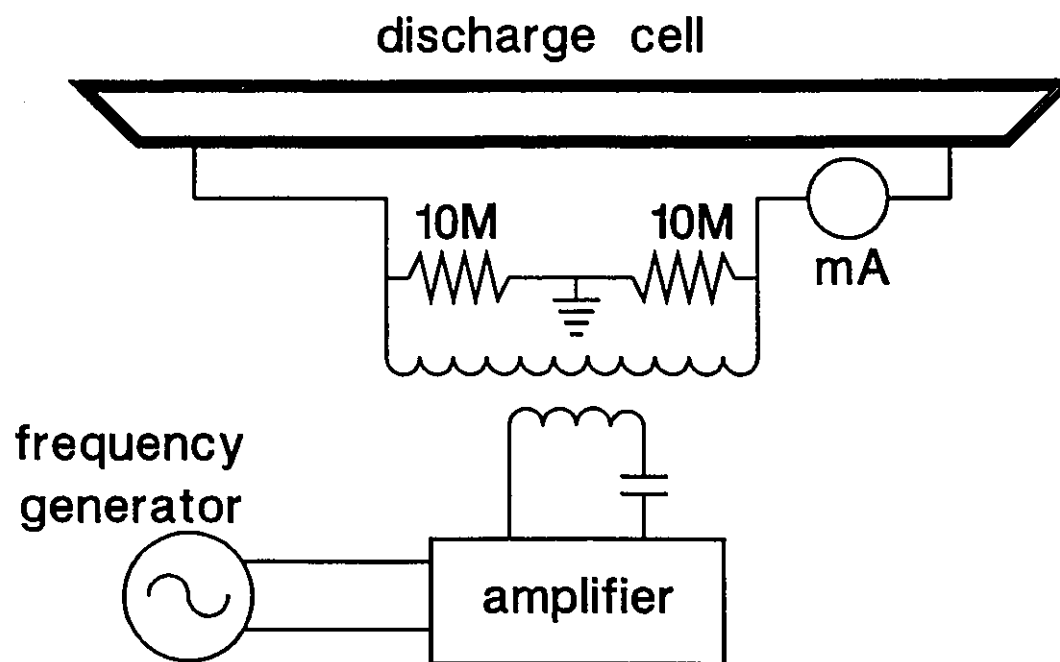 discharge cell
10M
10M
mA
frequency
generator
amplifier